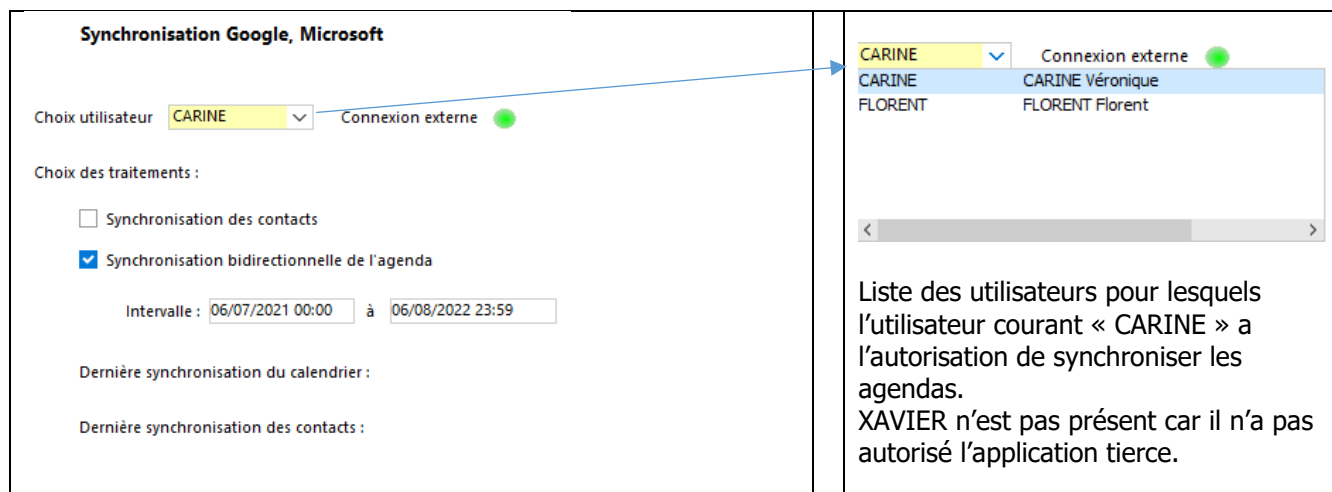 Synchronisation Google, Microsoft
Choix utilisateur CARINE Connexion externe
Choix des traitements :
Synchronisation des contacts
Synchronisation bidirectionnelle de l'agenda
Intervalle : 06/07/2021 00:00 à 06/08/2022 23:59
Dernière synchronisation du calendrier :
Dernière synchronisation des contacts :
CARINE Connexion externe
CARINE CARINE Véronique
FLORENT FLORENT Florent
Liste des utilisateurs pour lesquels
l’utilisateur courant « CARINE » a
l’autorisation de synchroniser les
agendas.
XAVIER n’est pas présent car il n’a pas
autorisé l’application tierce.